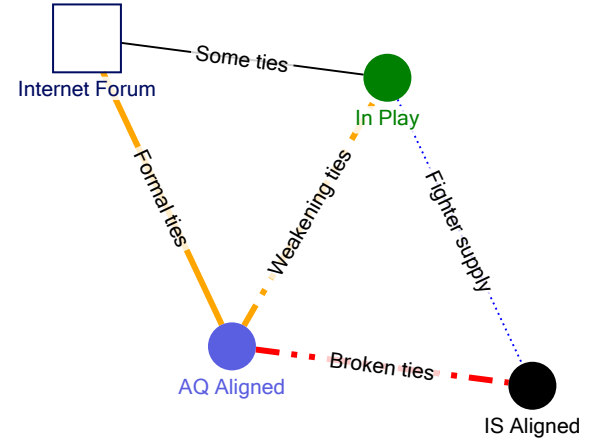 Some ties
Internet Forum
In Play
Formal ties
Weakening ties
Fighter supply
Broken ties
AQ Aligned
IS Aligned